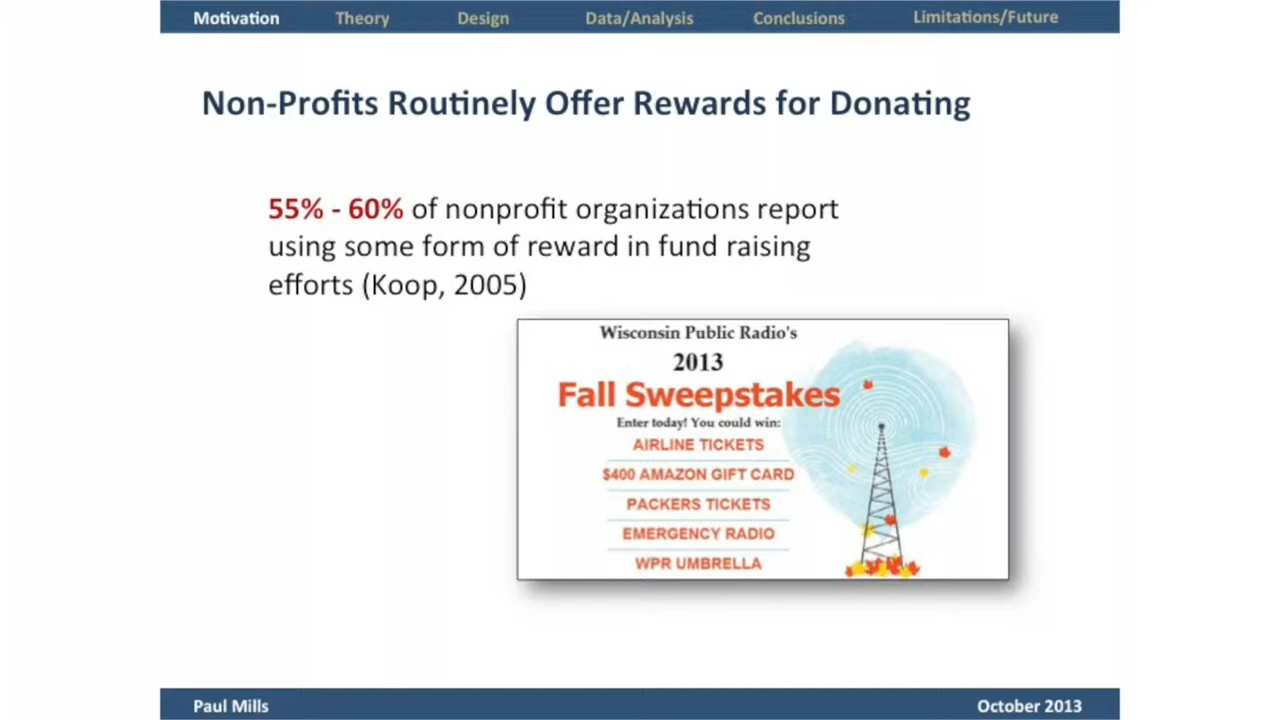 Motivation Theory Design Data/Analysis Conclusions Limitations/Future
Non-Profits Routinely Offer Rewards for Donating
55% - 60% of nonprofit organizations report
using some form of reward in fund raising
efforts (Koop, 2005)
Wisconsin Public Radio's
2013
Fall Sweepstakes
Enter today! You could win:
AIRLINE TICKETS
$400 AMAZON GIFT CARD
PACKERS TICKETS
EMERGENCY RADIO
WPR UMBRELLA
Paul Mills October 2013